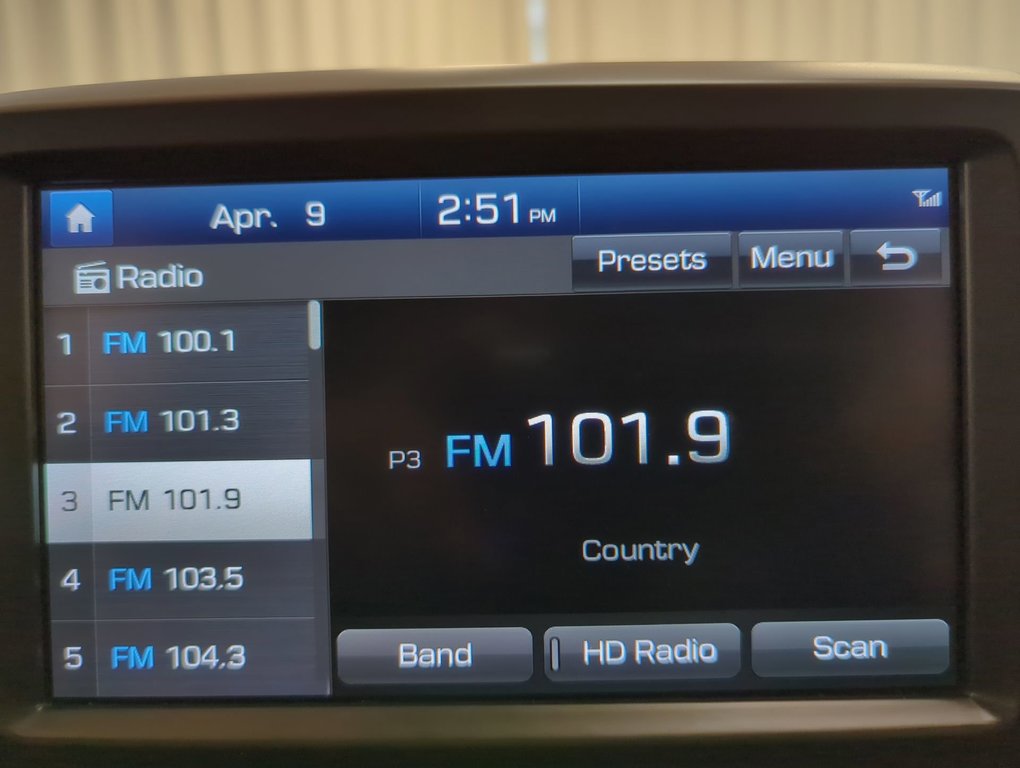 Apr. 9 2:51 PM
Radio Presets Menu
1 FM 100.1
2 FM 101.3
3 FM 101.9
4 FM 103.5
5 FM 104.3
P3 FM 101.9
Country
Band HD Radio Scan